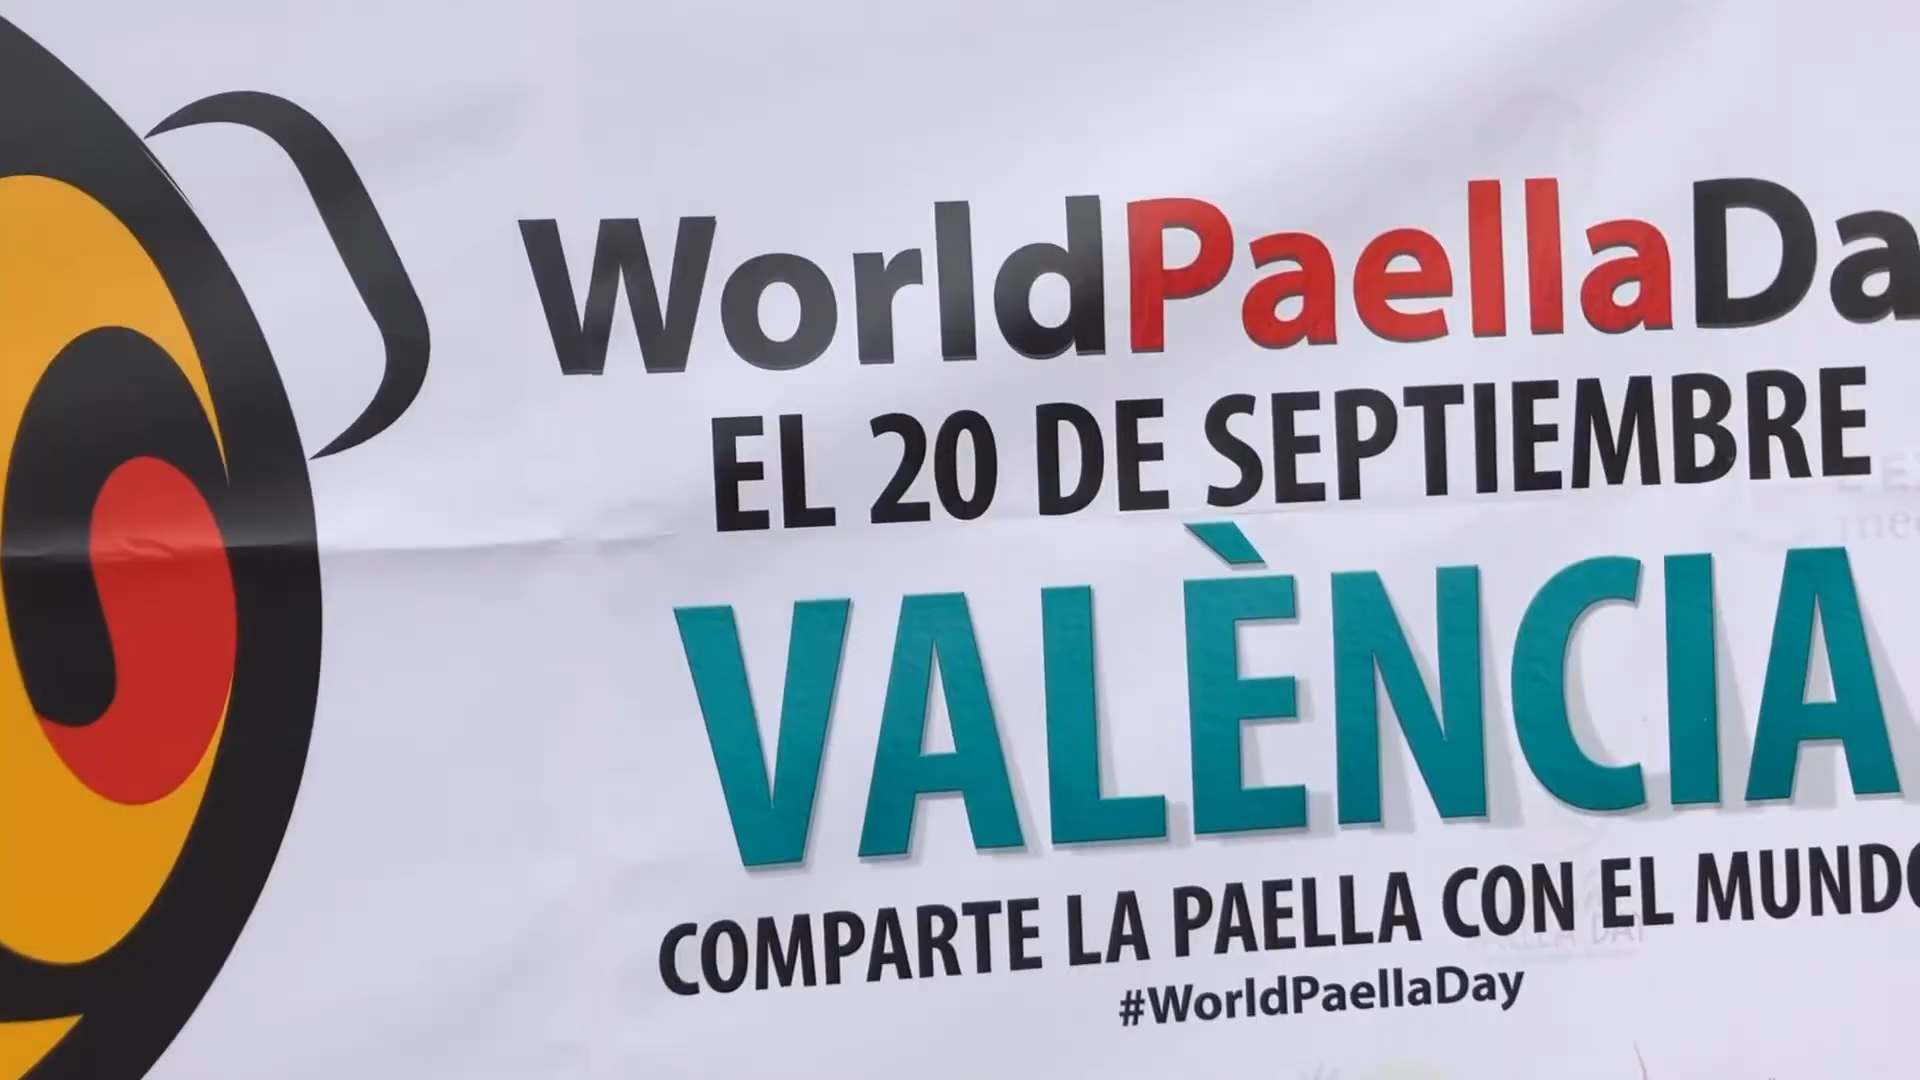 WorldPaellaDa
EL 20 DE SEPTIEMBRE
VALÈNCIA
COMPARTE LA PAELLA CON EL MUNDO
#WorldPaellaDay